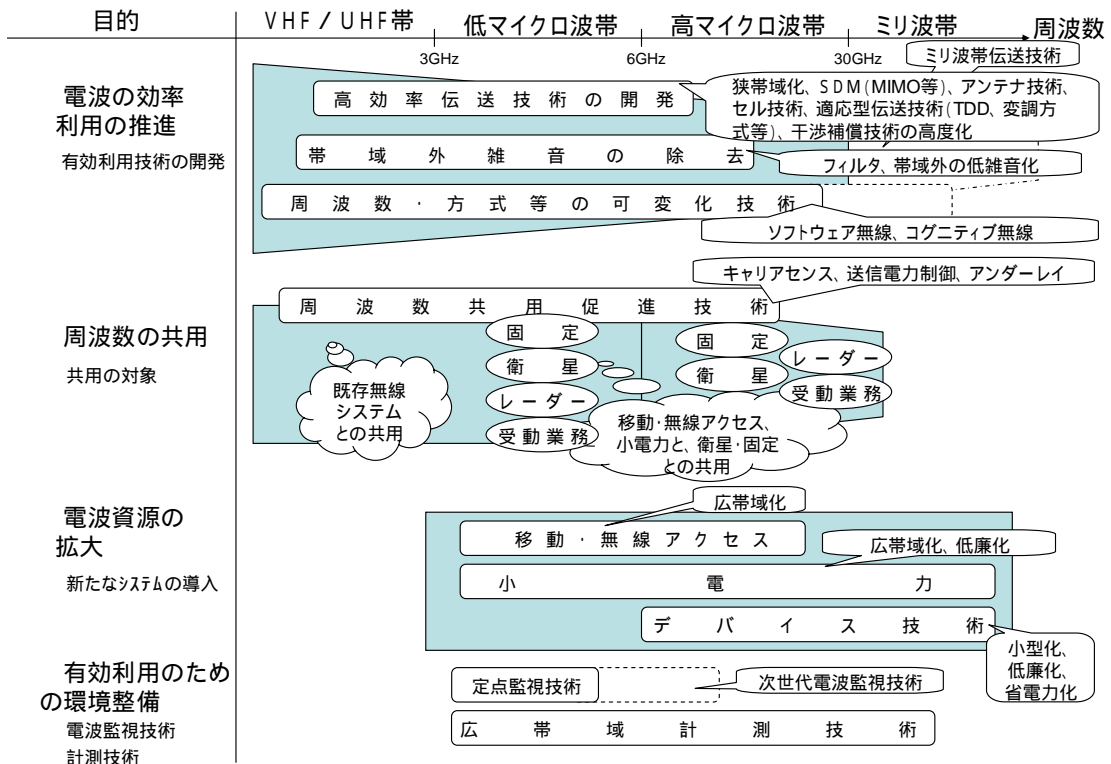 目的
VHF/UHF帯
低マイクロ波帯
高マイクロ波帯
ミリ波帯
周波数
3GHz
6GHz
30GHz
ミリ波帯伝送技術
電波の効率
利用の推進
有効利用技術の開発
高効率伝送技術の開発
狭帯域化、SDM(MIMO等)、アンテナ技術、
セル技術、適応型伝送技術(TDD、変調方
式等)、干渉補償技術の高度化
帯域外雑音の除去
フィルタ、帯域外の低雑音化
周波数・方式等の可変化技術
ソフトウェア無線、コグニティブ無線
キャリアセンス、送信電力制御、アンダーレイ
周波数の共用
共用の対象
周波数共用促進技術
既存無線
システム
との共用
固定
衛星
レーダー
受動業務
固定
衛星
レーダー
受動業務
移動・無線アクセス、
小電力と、衛星・固定
との共用
電波資源の
拡大
新たなシステムの導入
広帯域化
移動・無線アクセス
広帯域化、低廉化
小電力
デバイス技術
小型化、
低廉化、
省電力化
有効利用のため
の環境整備
電波監視技術
計測技術
定点監視技術
次世代電波監視技術
広帯域計測技術